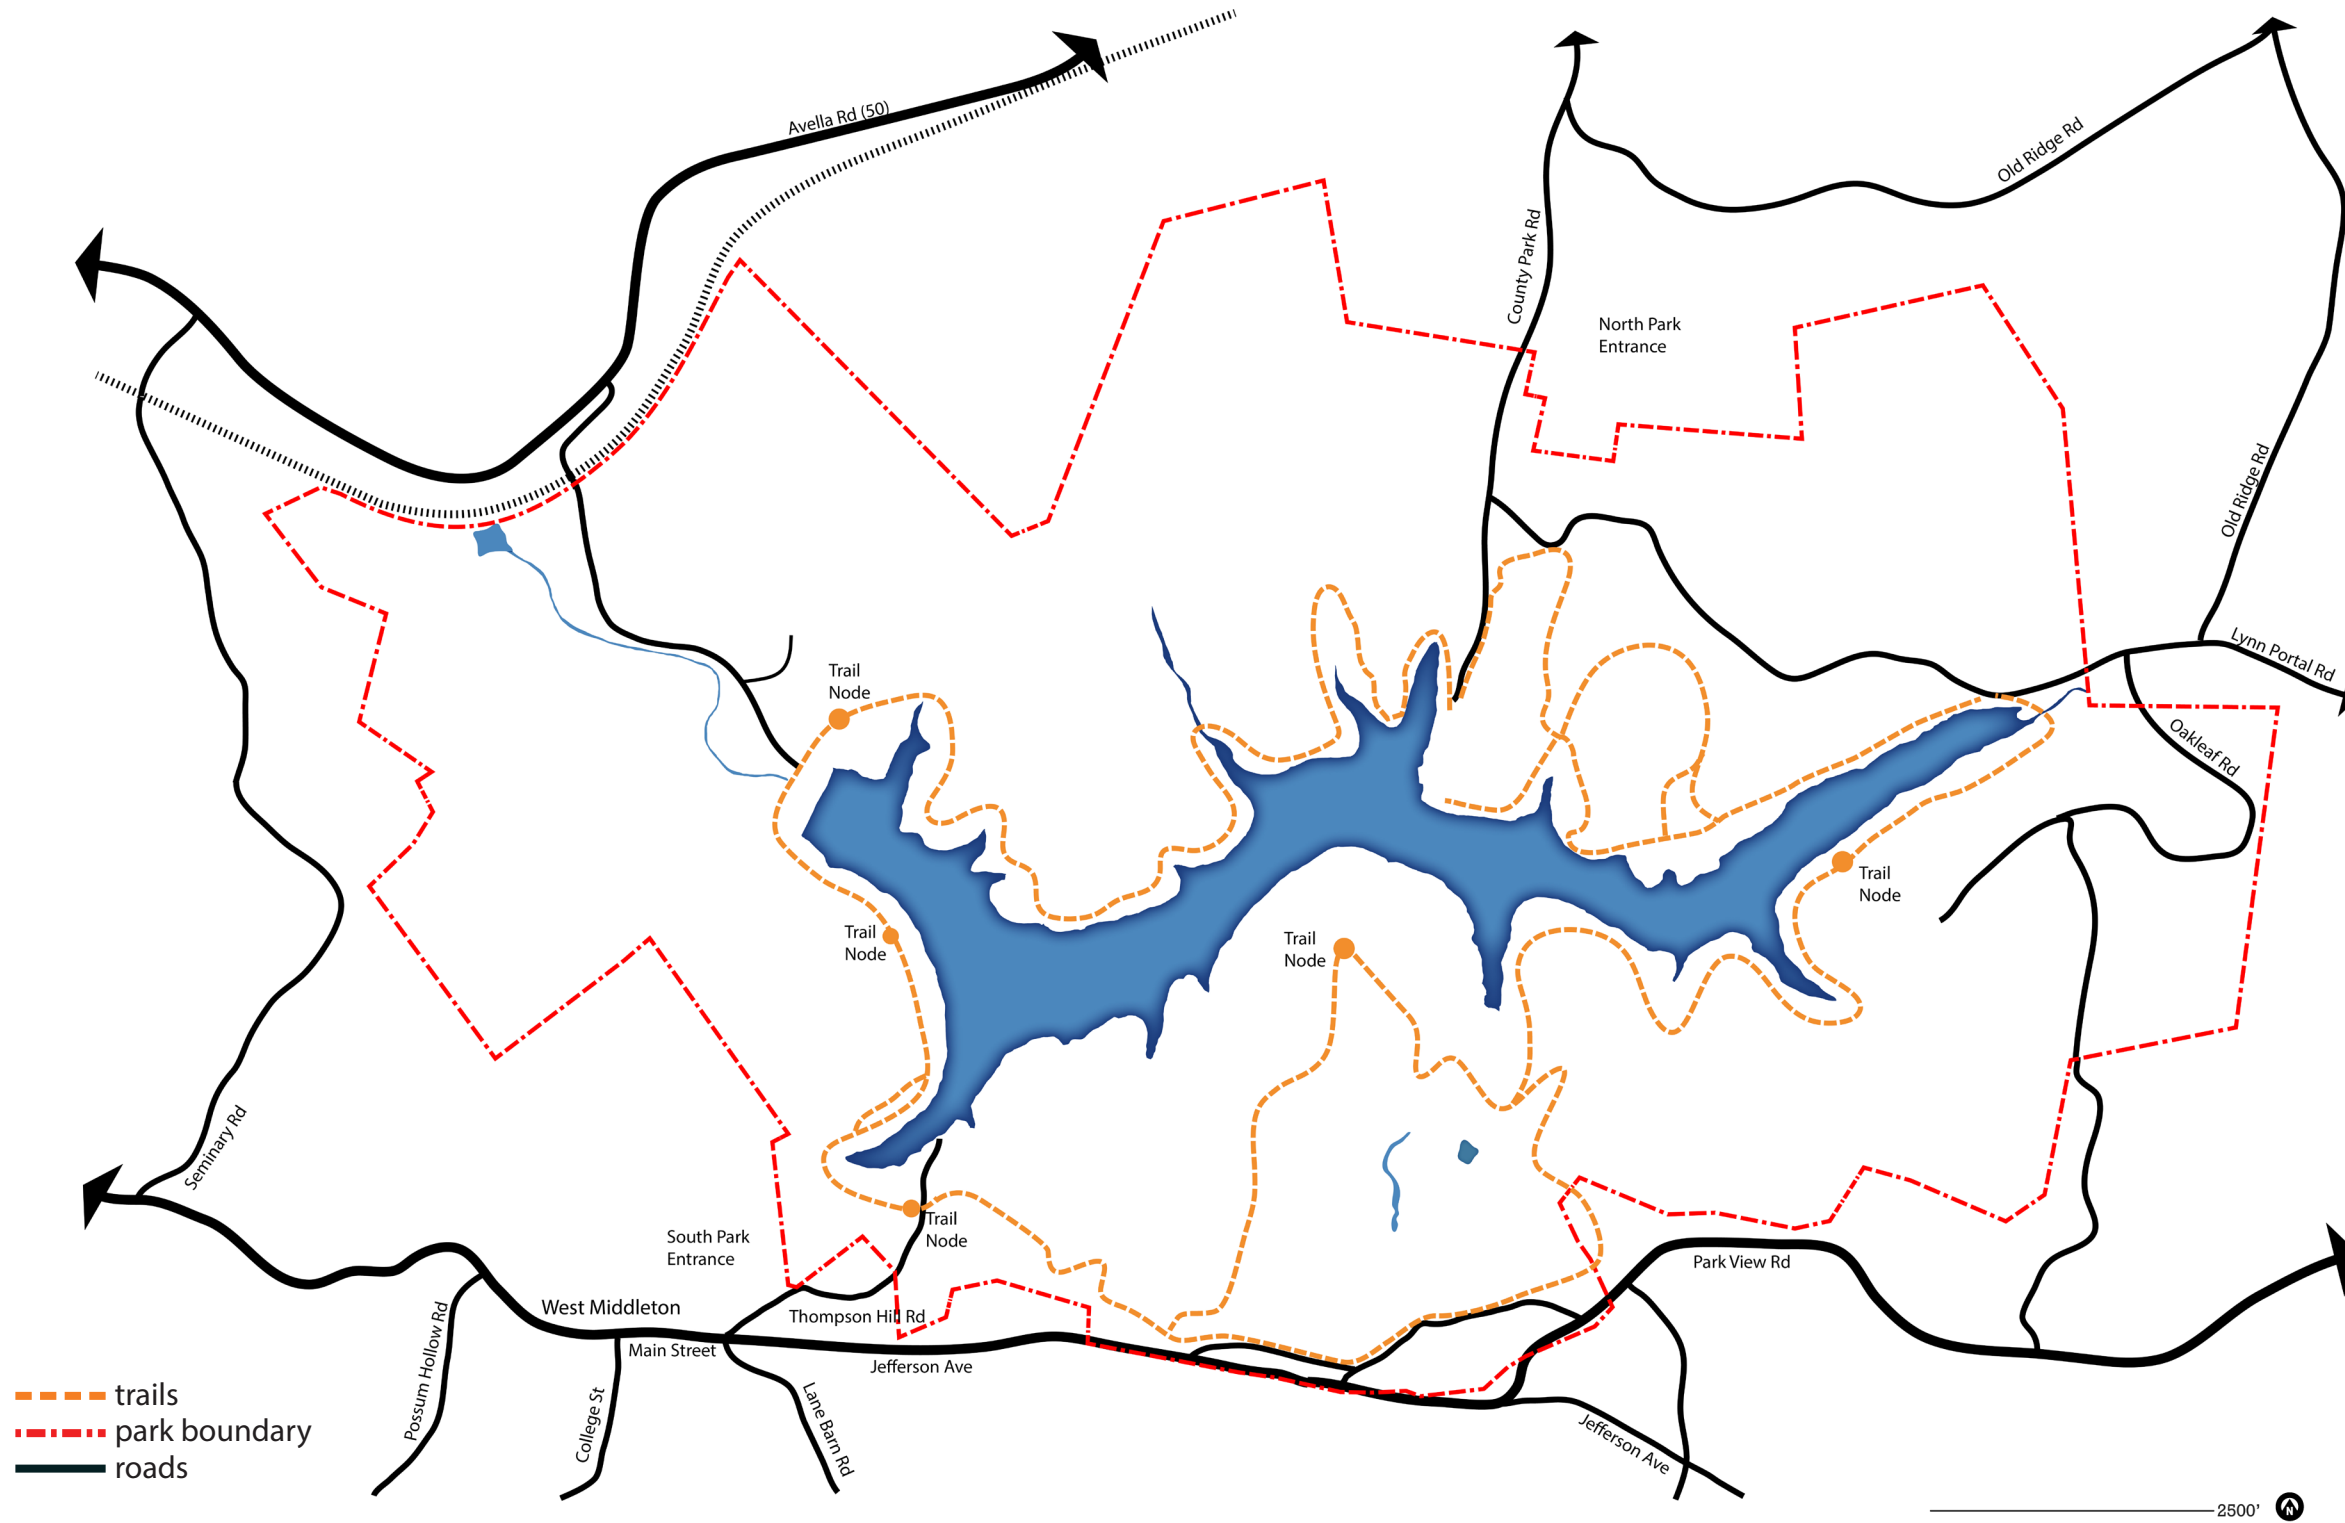 Avella Rd (50)
Old Ridge Rd
County Park Rd
North Park
Entrance
Old Ridge Rd
Lynn Portal Rd
Oakleaf Rd
Trail
Node
Trail
Node
Trail
Node
Trail
Node
Seminary Rd
Trail
Node
South Park
Entrance
Park View Rd
West Middleton
Thompson Hill Rd
Main Street
Jefferson Ave
Possum Hollow Rd
College St
Lane Barn Rd
Jefferson Ave
trails
park boundary
roads
2500'
N